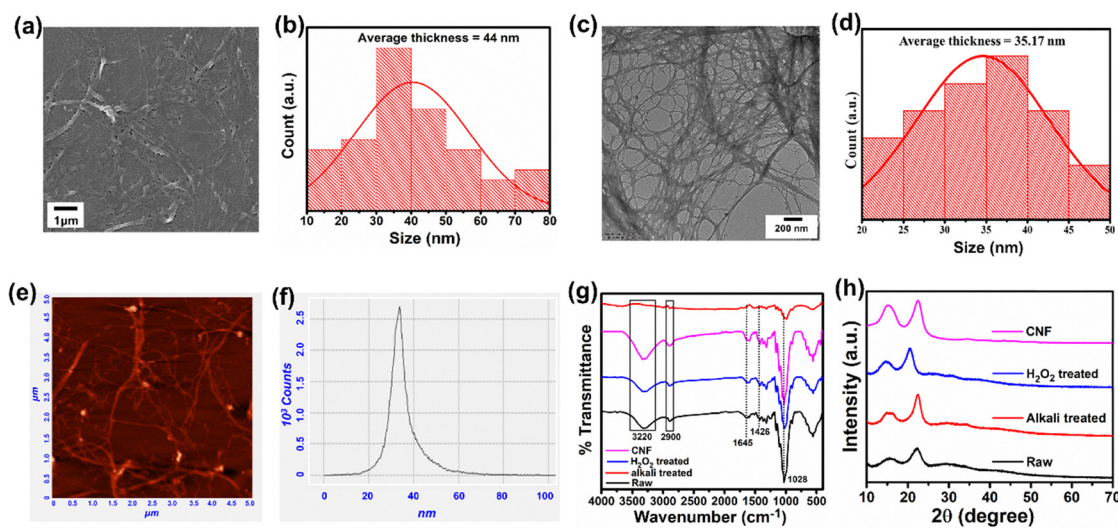 (a)
1μm
(b)
Average thickness = 44 nm
Count (a.u.)
10 20 30 40 50 60 70 80
Size (nm)
(c)
200 nm
(d)
Average thickness = 35.17 nm
Count (a.u.)
20 25 30 35 40 45 50
Size (nm)
(e)
μm
0 0.5 1.0 1.5 2.0 2.5 3.0 3.5 4.0 4.5 5.0
0 0.5 1.0 1.5 2.0 2.5 3.0 3.5 4.0 4.5 5.0
μm
(f)
10³ Counts
2.5
2.0
1.5
1.0
0.5
0
0 20 40 60 80 100
nm
(g)
% Transmittance
3220
2900
1645
1426
1028
CNF
H₂O₂ treated
alkali treated
Raw
4000 3500 3000 2500 2000 1500 1000 500
Wavenumber (cm⁻¹)
(h)
Intensity (a.u.)
CNF
H₂O₂ treated
Alkali treated
Raw
10 20 30 40 50 60 70
2θ (degree)